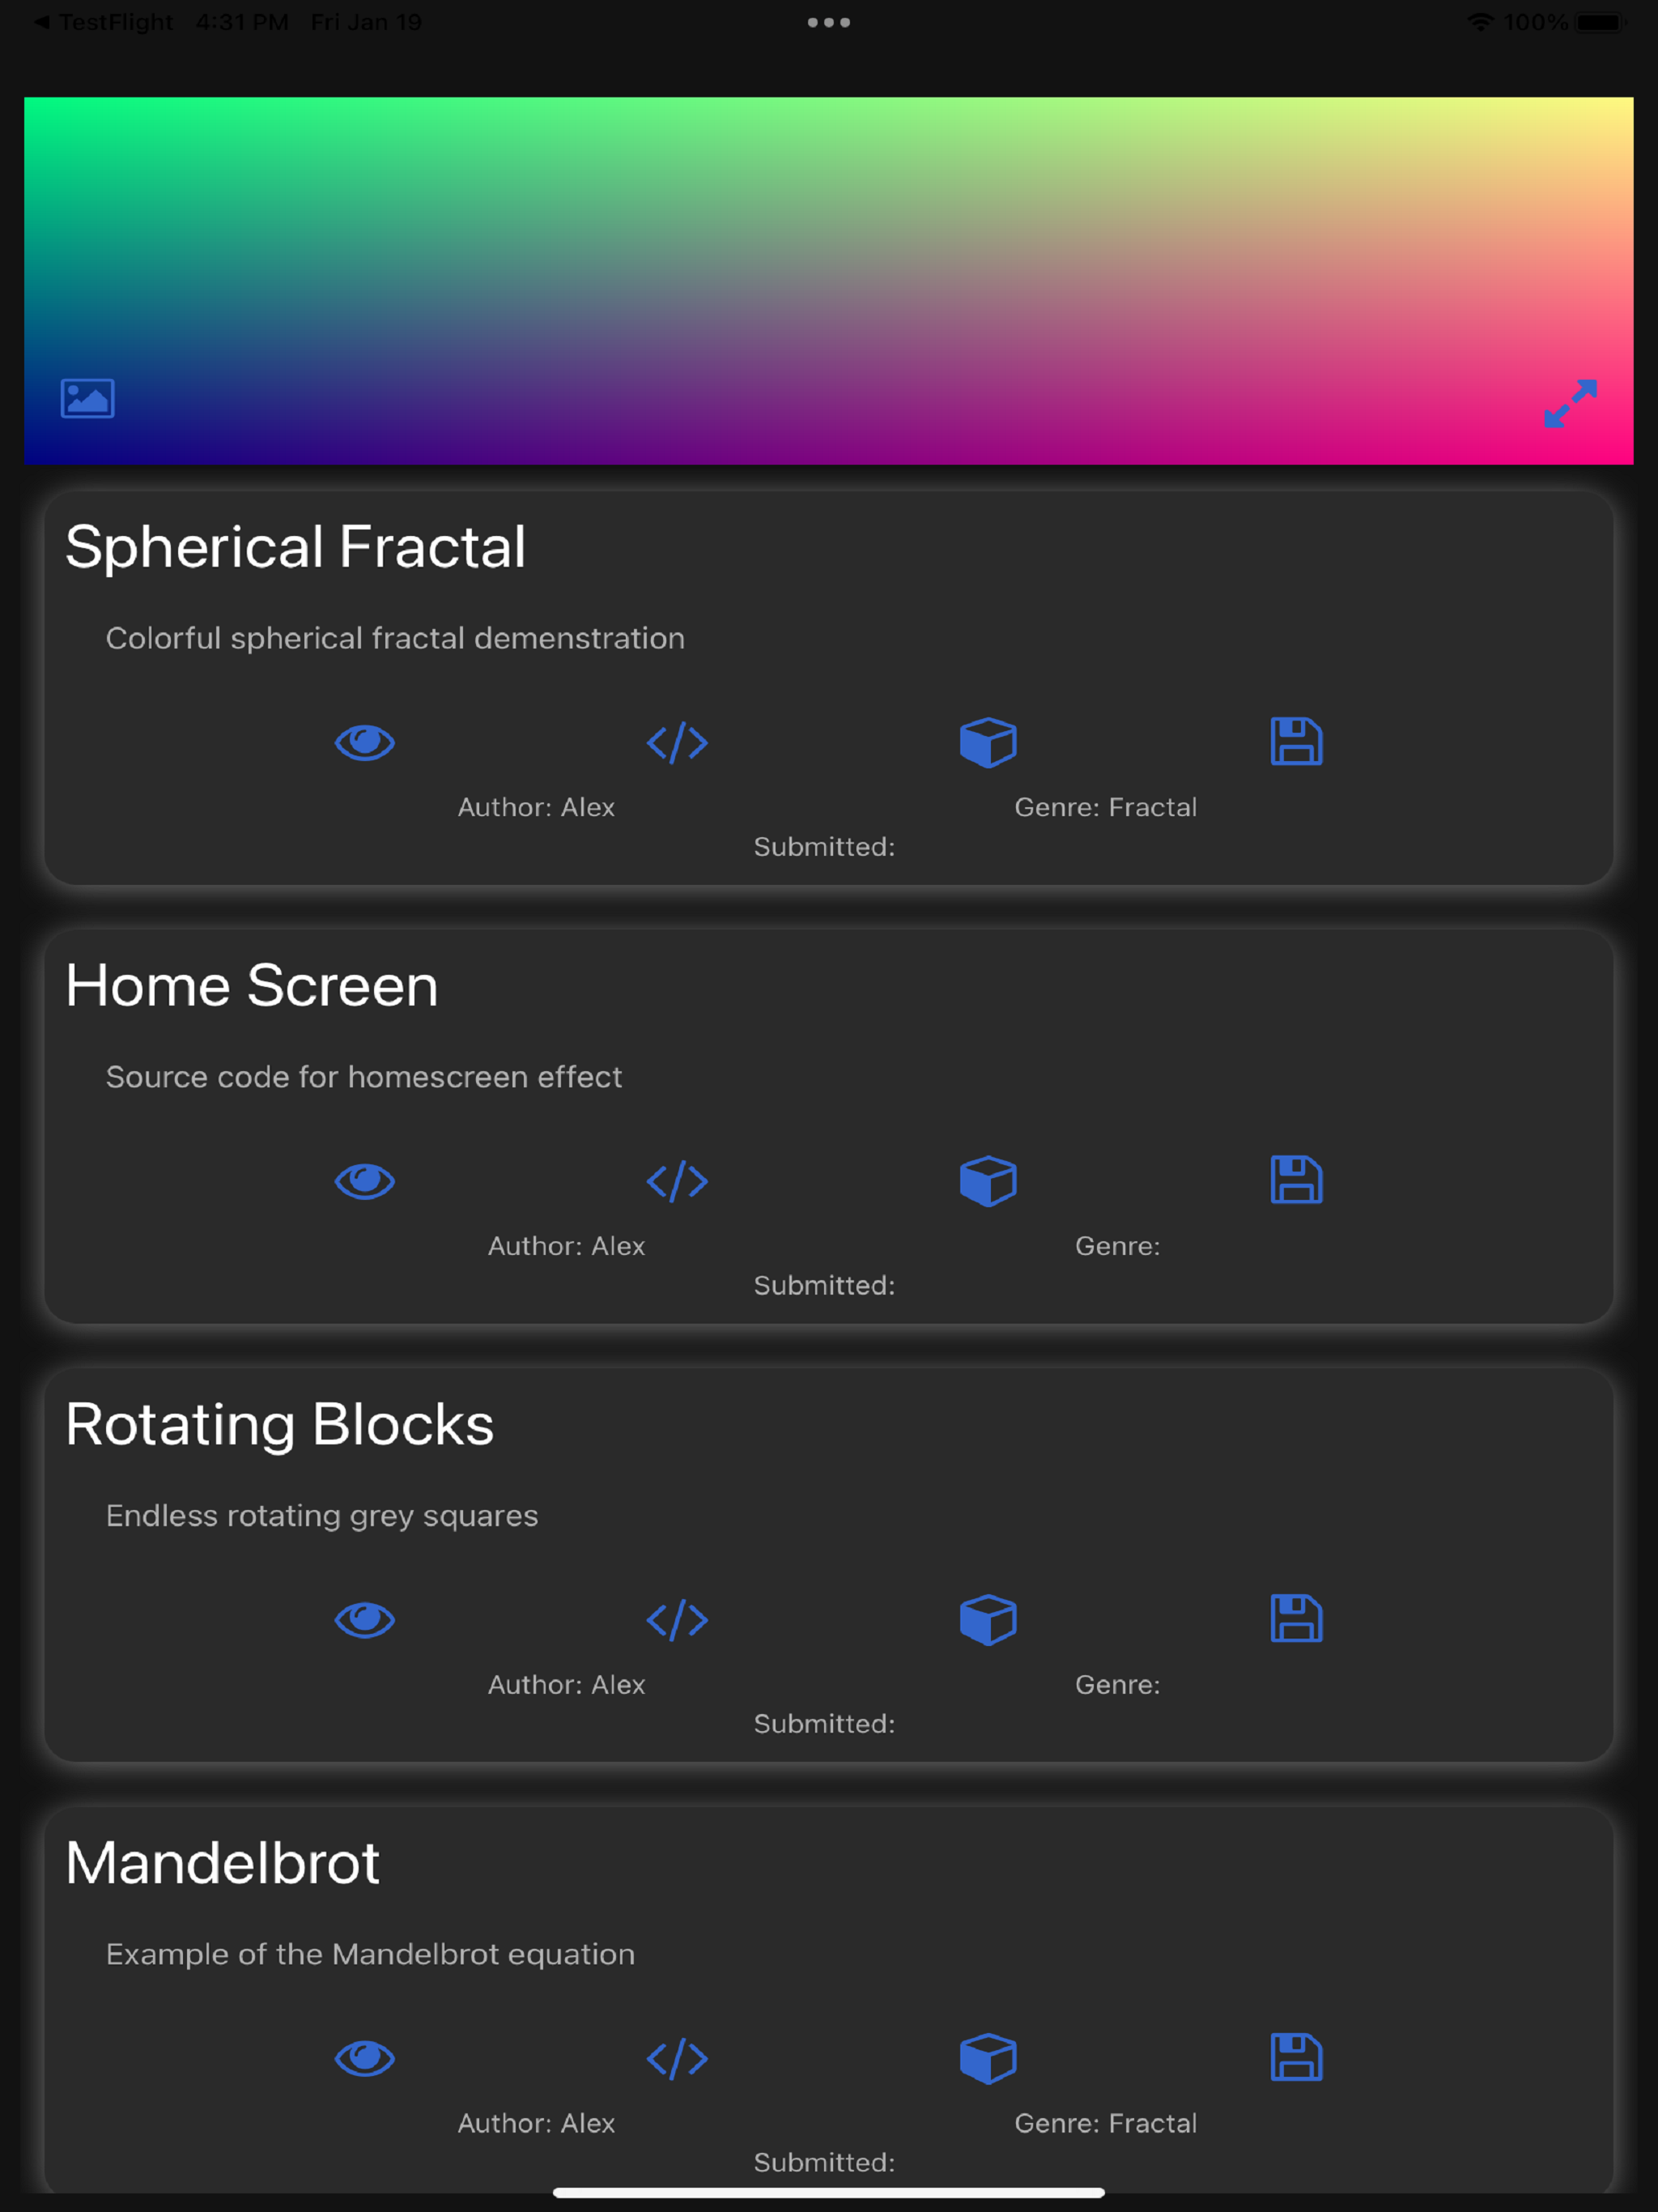 TestFlight 4:31 PM Fri Jan 19 100%
Spherical Fractal
Colorful spherical fractal demenstration
Author: Alex Genre: Fractal
Submitted:
Home Screen
Source code for homescreen effect
Author: Alex Genre:
Submitted:
Rotating Blocks
Endless rotating grey squares
Author: Alex Genre:
Submitted:
Mandelbrot
Example of the Mandelbrot equation
Author: Alex Genre: Fractal
Submitted: